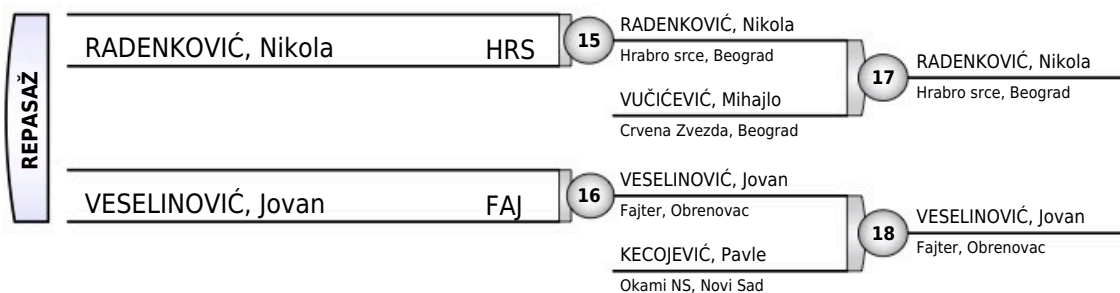 REPASAŽ
RADENKOVIĆ, Nikola HRS
15
RADENKOVIĆ, Nikola
Hrabro srce, Beograd
VUČIĆEVIĆ, Mihajlo
Crvena Zvezda, Beograd
17
RADENKOVIĆ, Nikola
Hrabro srce, Beograd
VESELINOVIĆ, Jovan FAJ
16
VESELINOVIĆ, Jovan
Fajter, Obrenovac
KECOJEVIĆ, Pavle
Okami NS, Novi Sad
18
VESELINOVIĆ, Jovan
Fajter, Obrenovac